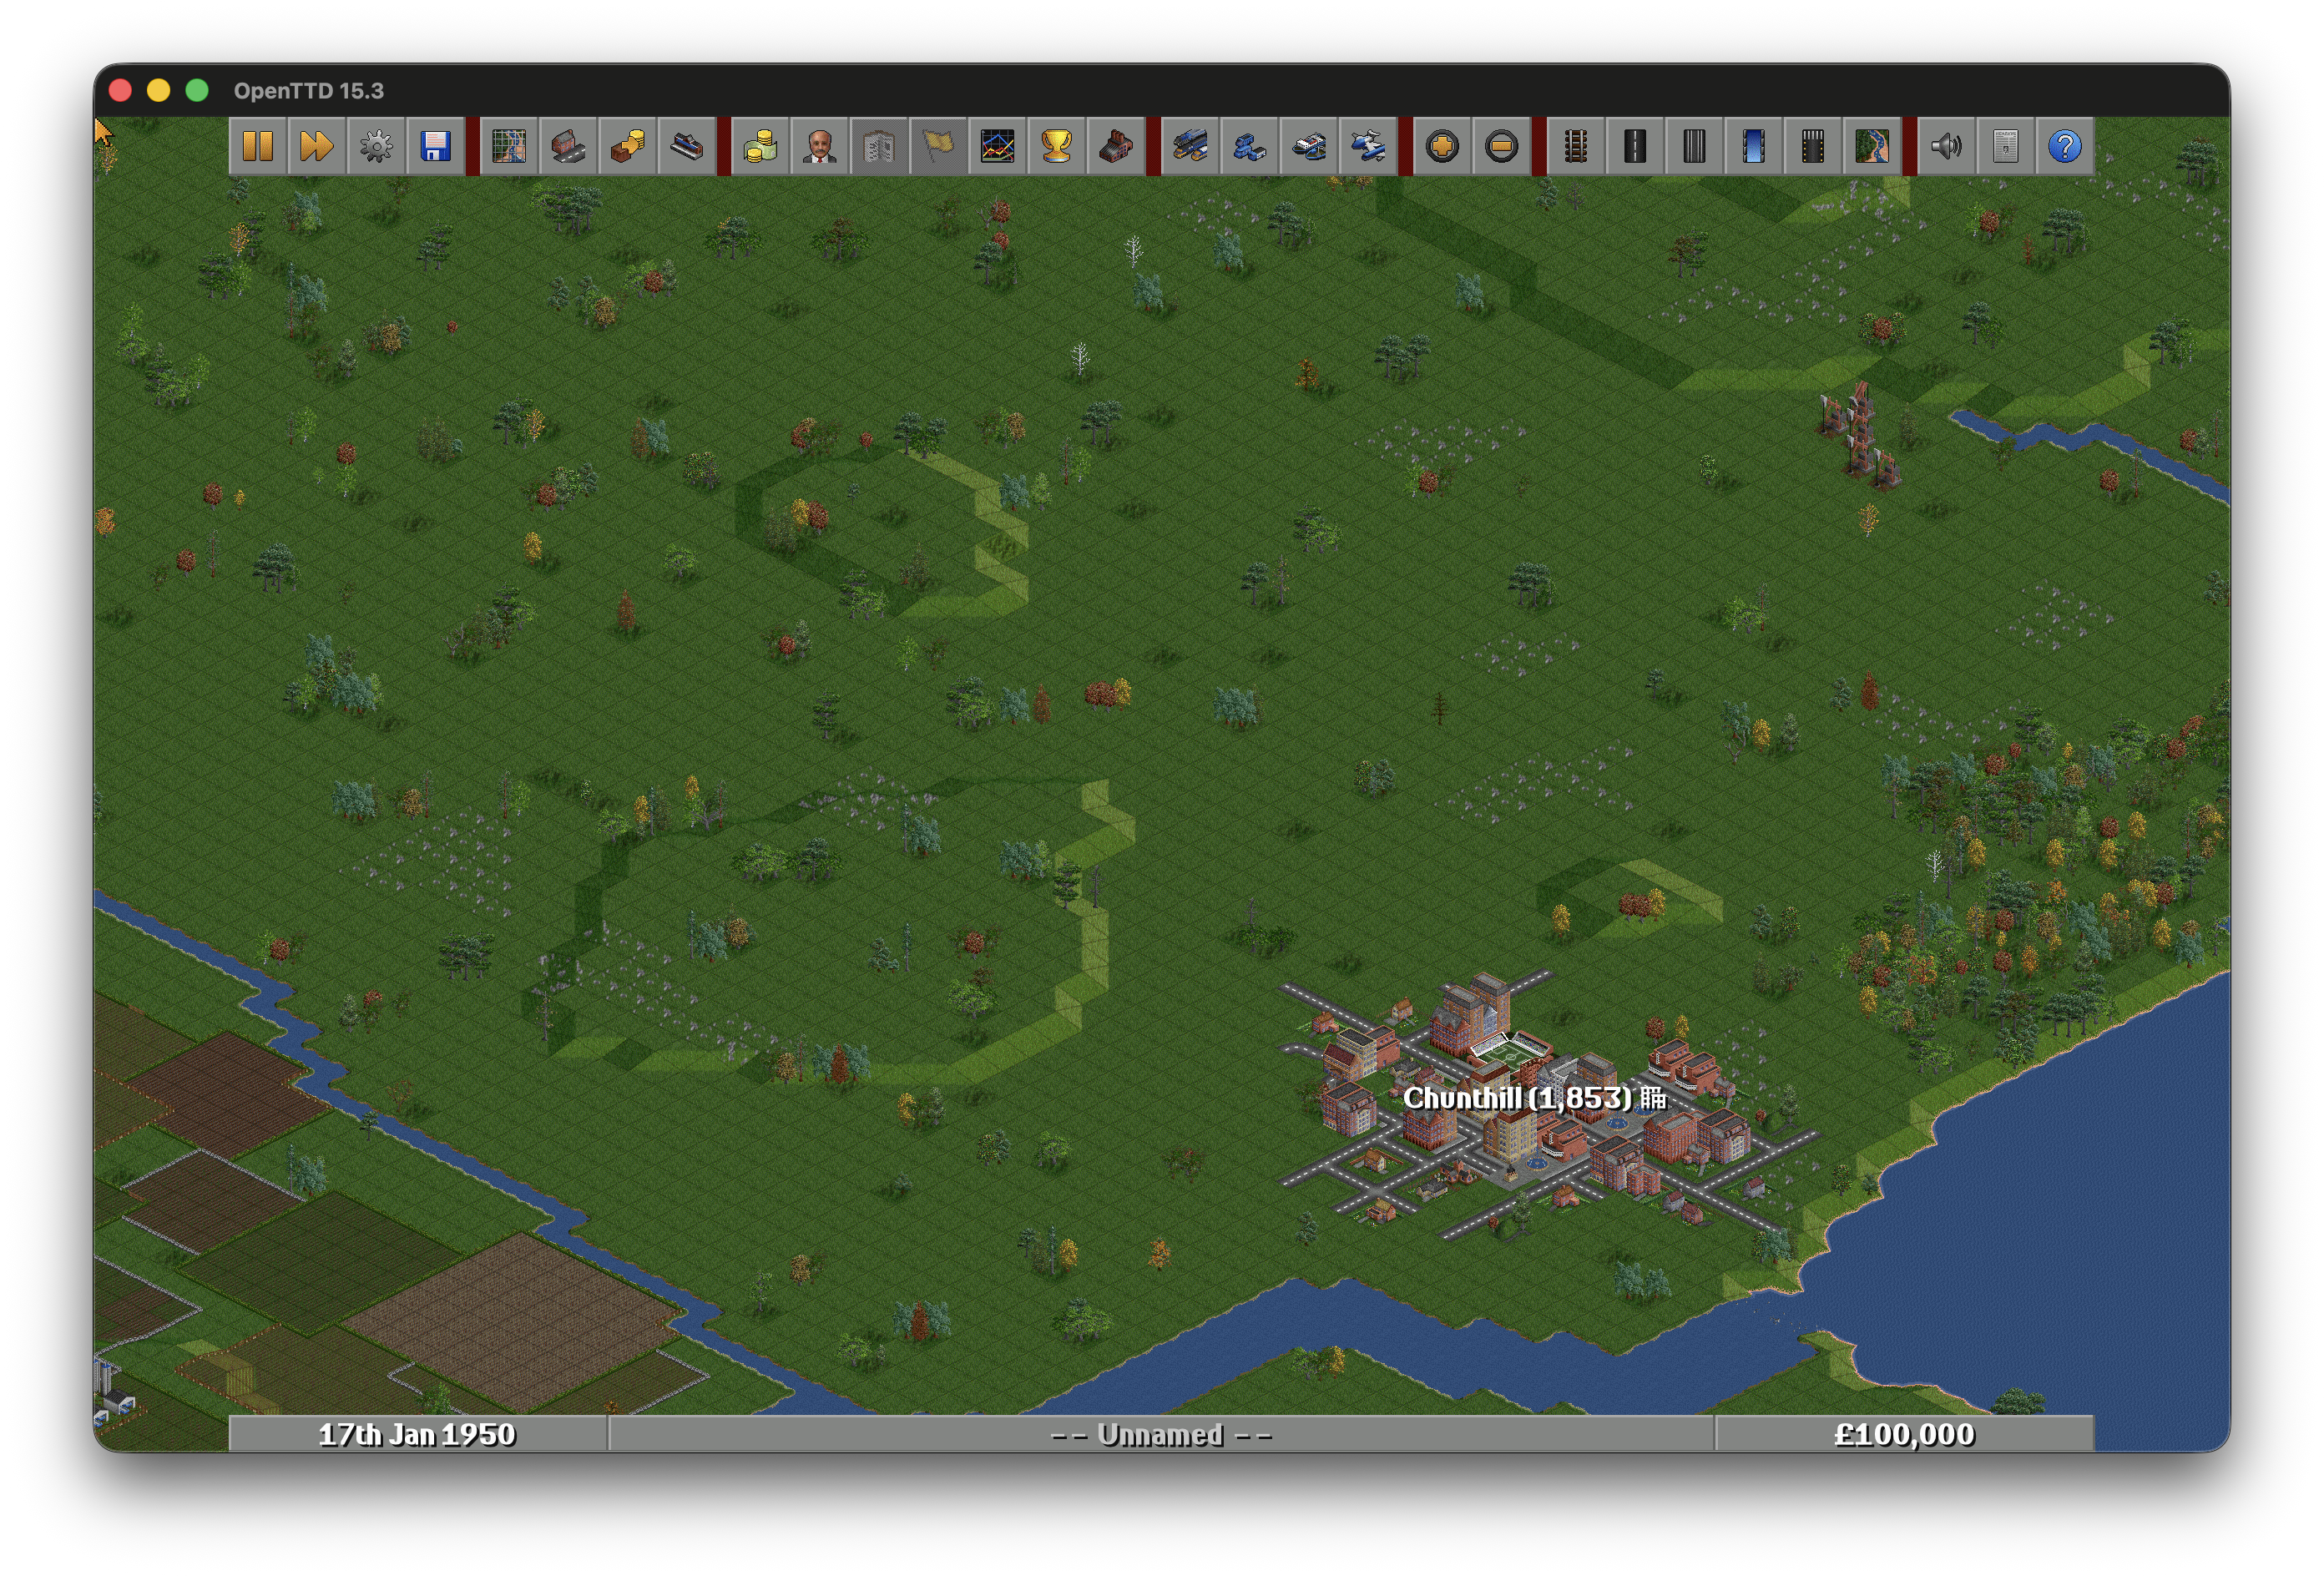 OpenTTD 15.3
Chunthill (1,853)
17th Jan 1950
-- Unnamed --
£100,000